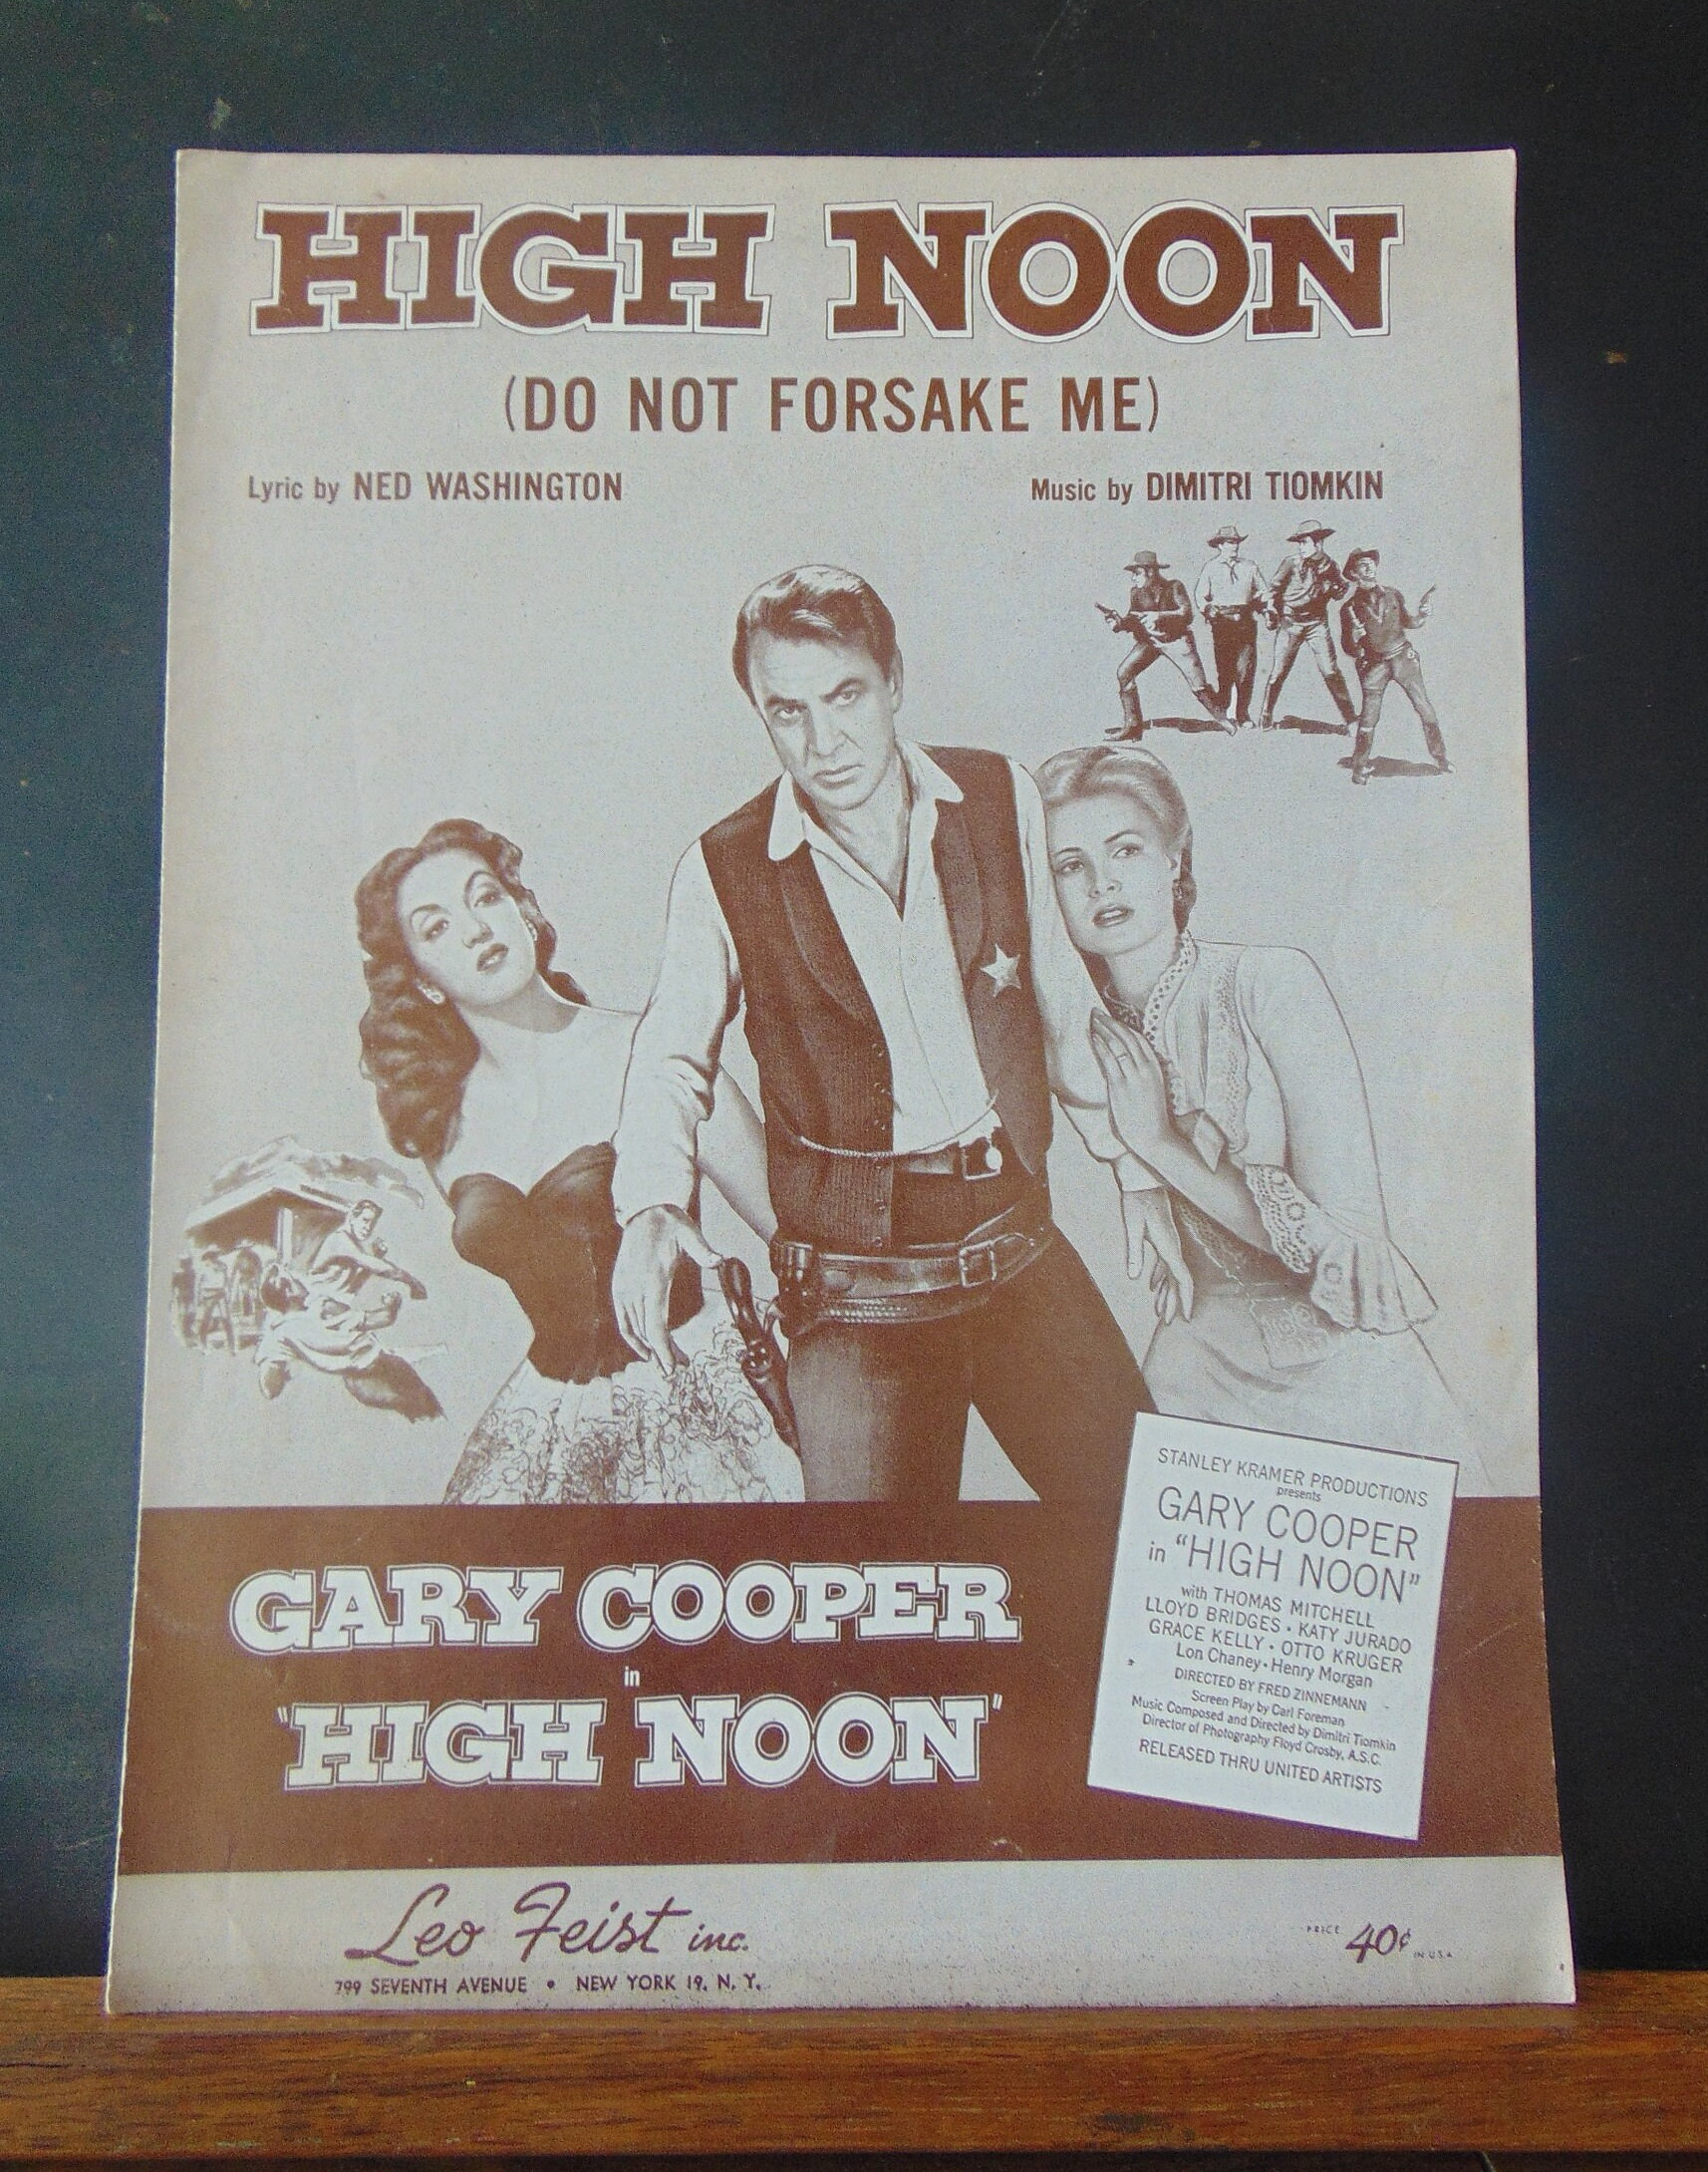 HIGH NOON
(DO NOT FORSAKE ME)
Lyric by NED WASHINGTON
Music by DIMITRI TIOMKIN
GARY COOPER
in
"HIGH NOON"
STANLEY KRAMER PRODUCTIONS
presents
GARY COOPER
in "HIGH NOON"
with THOMAS MITCHELL
LLOYD BRIDGES • KATY JURADO
GRACE KELLY • OTTO KRUGER
Lon Chaney • Henry Morgan
DIRECTED BY FRED ZINNEMANN
Screen Play by Carl Foreman
Music Composed and Directed by Dimitri Tiomkin
Director of Photography Floyd Crosby, A.S.C.
RELEASED THRU UNITED ARTISTS
Leo Feist inc.
799 SEVENTH AVENUE • NEW YORK 19, N. Y.
PRICE 40¢ IN U.S.A